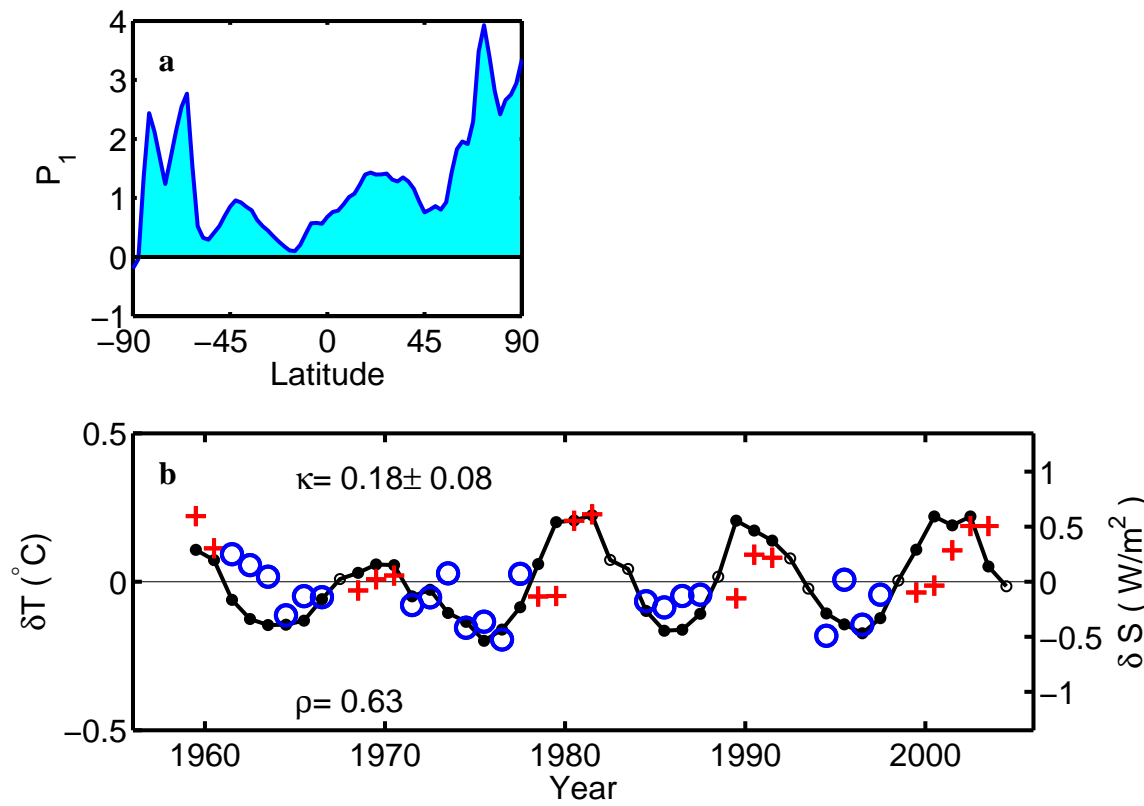 a
4
3
2
1
0
−1
P1
−90 −45 0 45 90
Latitude
b
κ= 0.18± 0.08
ρ= 0.63
0.5
0
−0.5
δT (°C)
1
0.5
0
−0.5
−1
δ S ( W/m2)
1960 1970 1980 1990 2000
Year